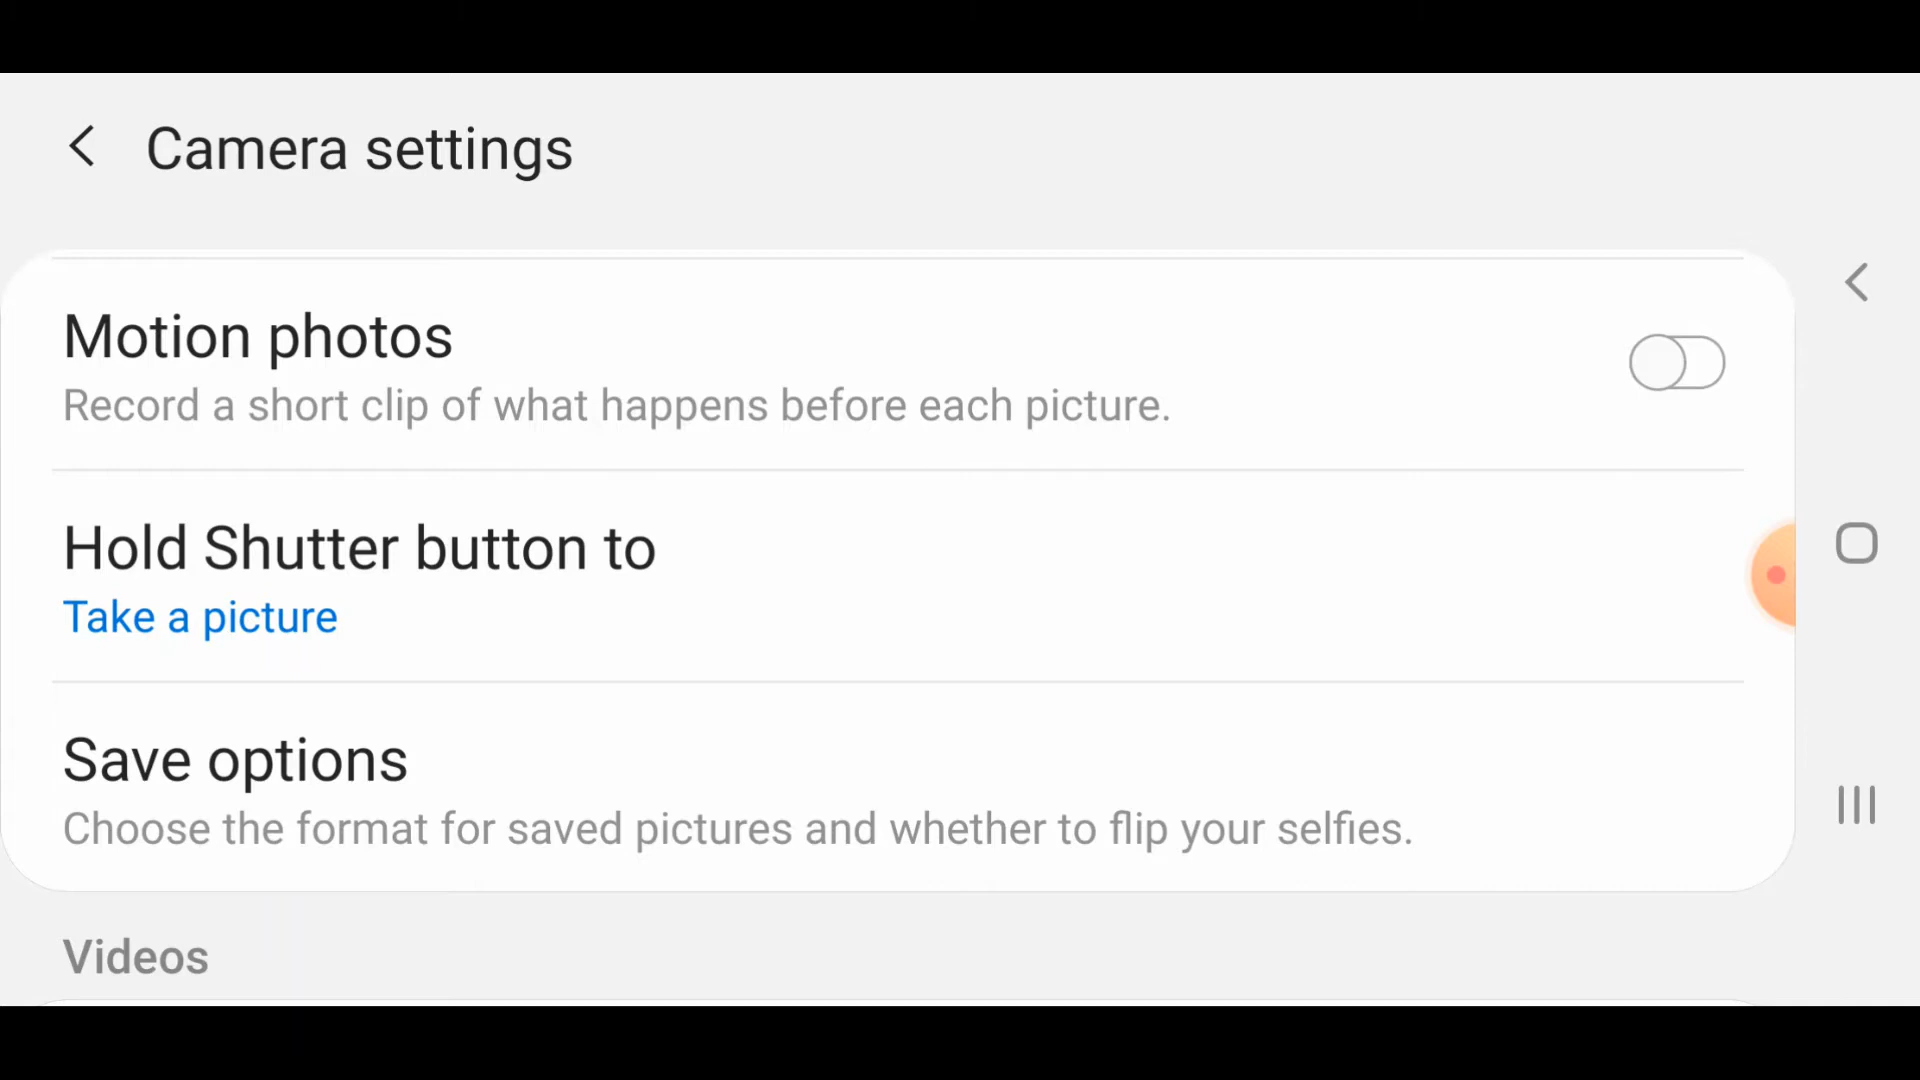 Camera settings
Motion photos
Record a short clip of what happens before each picture.
Hold Shutter button to
Take a picture
Save options
Choose the format for saved pictures and whether to flip your selfies.
Videos